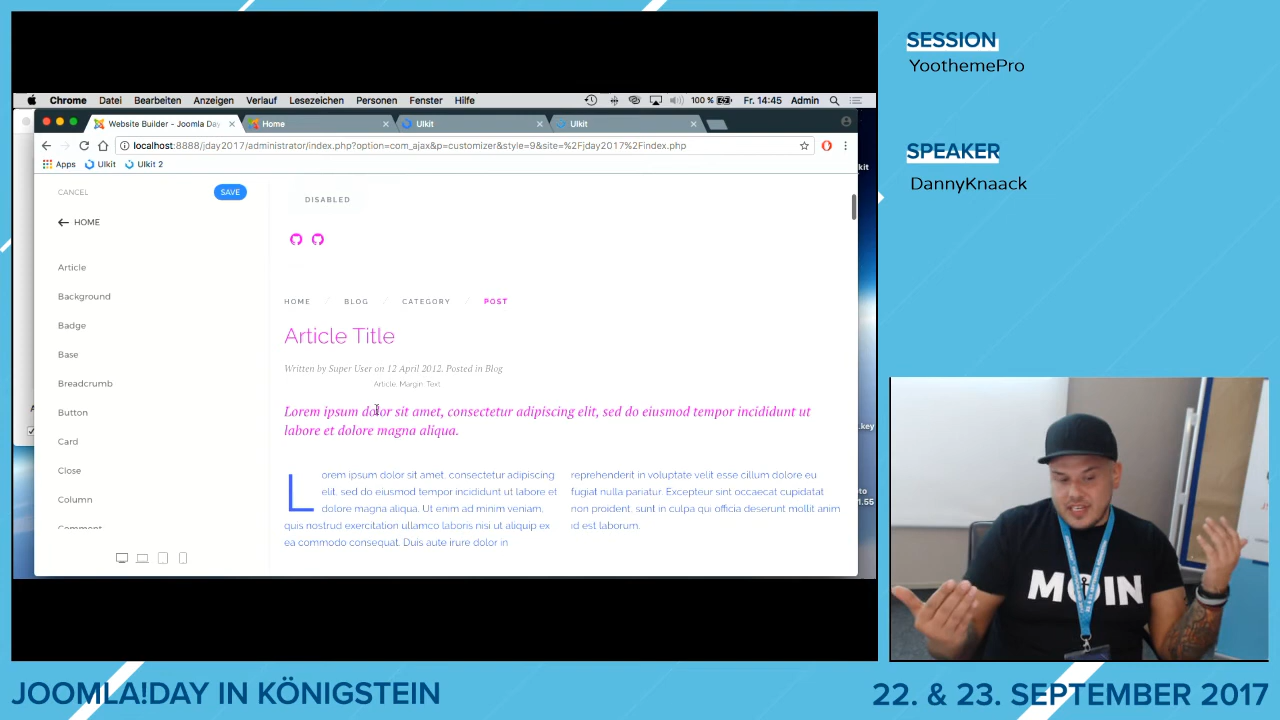 SESSION
YoothemePro
SPEAKER
DannyKnaack
Chrome Datei Bearbeiten Anzeigen Verlauf Lesezeichen Personen Fenster Hilfe 100 % Fr. 14:45 Admin
Website Builder - Joomla Day Home UIkit UIkit
localhost:8888/jday2017/administrator/index.php?option=com_ajax&p=customizer&style=9&site=%2Fjday2017%2Findex.php
Apps UIkit UIkit 2
CANCEL SAVE
HOME
Article
Background
Badge
Base
Breadcrumb
Button
Card
Close
Column
Comment
DISABLED
HOME / BLOG / CATEGORY / POST
Article Title
Written by Super User on 12 April 2012. Posted in Blog
Article, Margin, Text
Lorem ipsum dolor sit amet, consectetur adipiscing elit, sed do eiusmod tempor incididunt ut
labore et dolore magna aliqua.
Lorem ipsum dolor sit amet, consectetur adipiscing
elit, sed do eiusmod tempor incididunt ut labore et
dolore magna aliqua. Ut enim ad minim veniam,
quis nostrud exercitation ullamco laboris nisi ut aliquip ex
ea commodo consequat. Duis aute irure dolor in
reprehenderit in voluptate velit esse cillum dolore eu
fugiat nulla pariatur. Excepteur sint occaecat cupidatat
non proident, sunt in culpa qui officia deserunt mollit anim
id est laborum.
kit
.key
1.55
MOIN
JOOMLA!DAY IN KÖNIGSTEIN
22. & 23. SEPTEMBER 2017